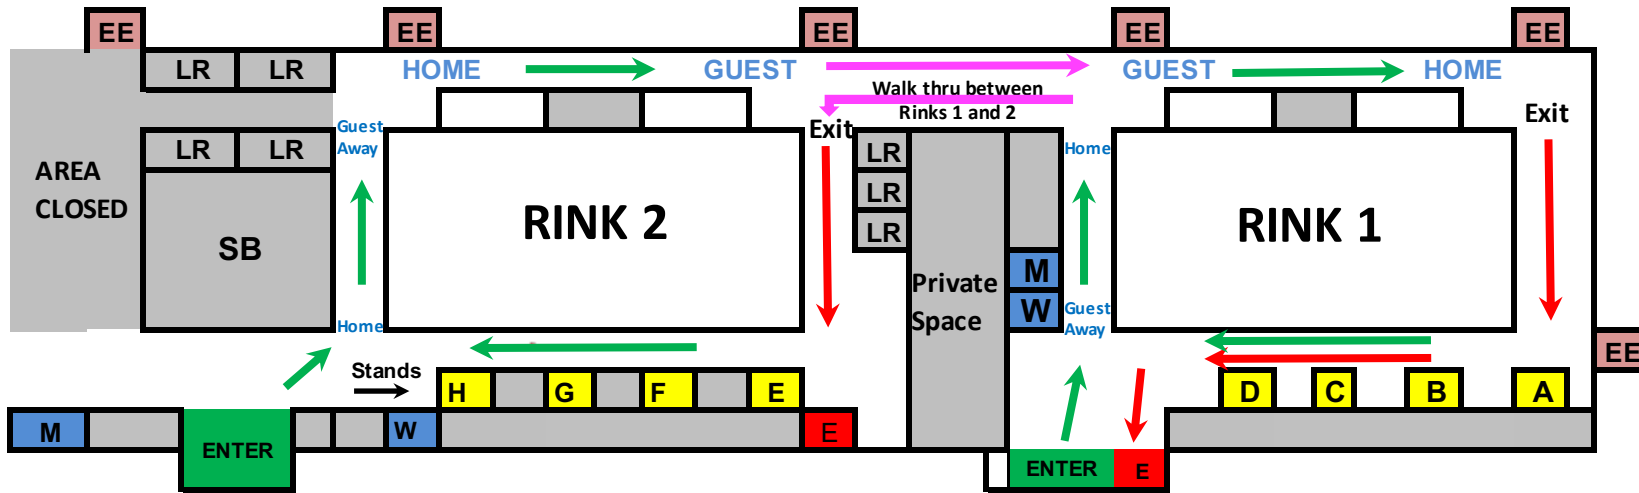 EE
EE
EE
EE
EE
LR
LR
HOME
GUEST
GUEST
HOME
Walk thru between
Rinks 1 and 2
Exit
Exit
Guest
Away
Home
LR
LR
LR
LR
LR
AREA
CLOSED
SB
RINK 2
RINK 1
Private
Space
M
W
Home
Guest
Away
EE
Stands
H
G
F
E
D
C
B
A
M
ENTER
W
E
ENTER
E